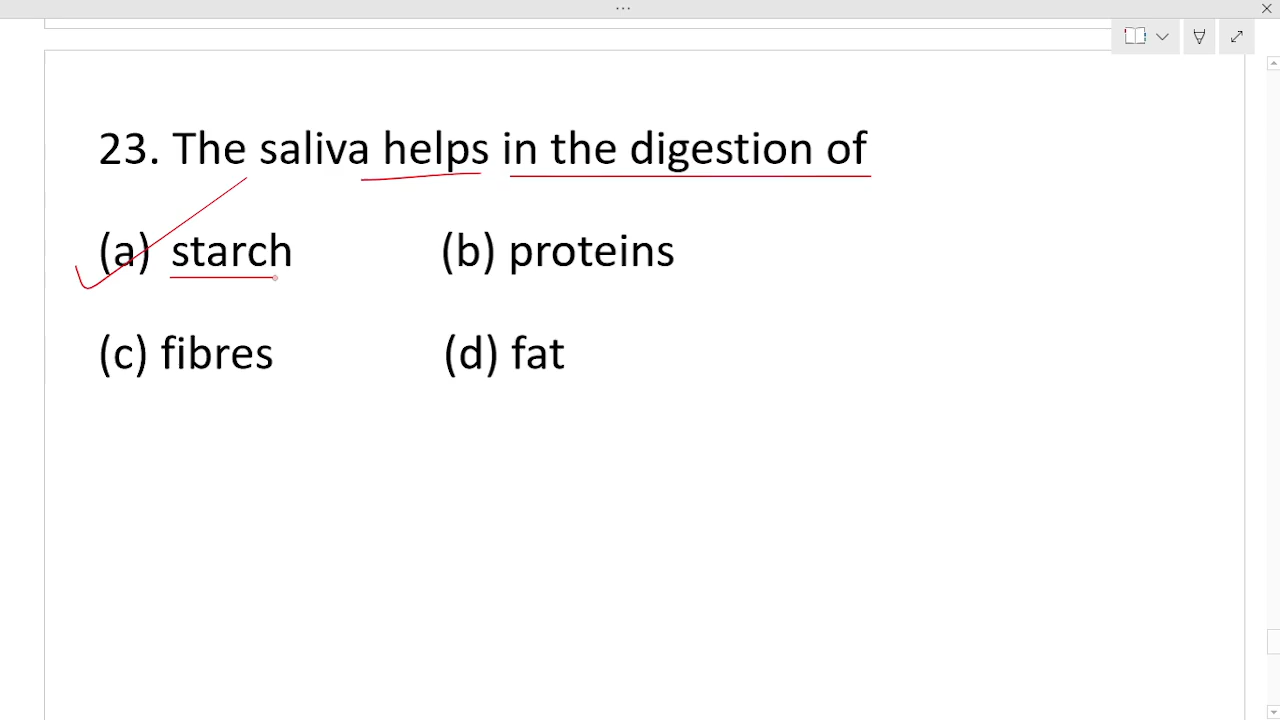 23. The saliva helps in the digestion of
(a) starch (b) proteins
(c) fibres (d) fat